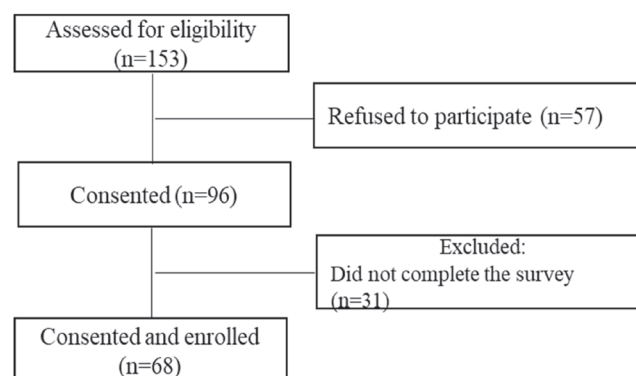 Assessed for eligibility
(n=153)
Refused to participate (n=57)
Consented (n=96)
Excluded:
Did not complete the survey
(n=31)
Consented and enrolled
(n=68)